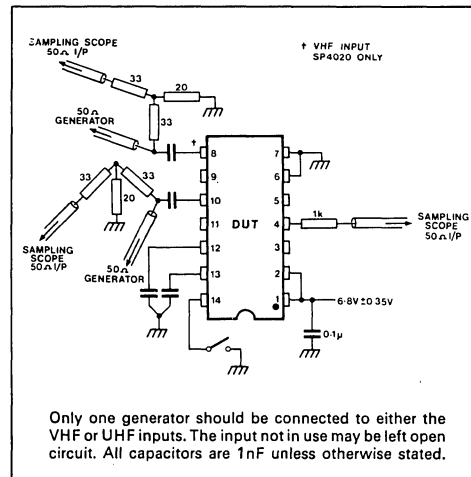 SAMPLING SCOPE
50Ω I/P
33
20
† VHF INPUT
SP4020 ONLY
50Ω
GENERATOR
33
†
33
33
20
8
7
9
6
10
5
11
DUT
4
1k
SAMPLING
SCOPE
50Ω I/P
12
3
13
2
14
1
6·8V ±0·35V
0·1µ
SAMPLING
SCOPE
50Ω I/P
50Ω
GENERATOR
Only one generator should be connected to either the
VHF or UHF inputs. The input not in use may be left open
circuit. All capacitors are 1nF unless otherwise stated.